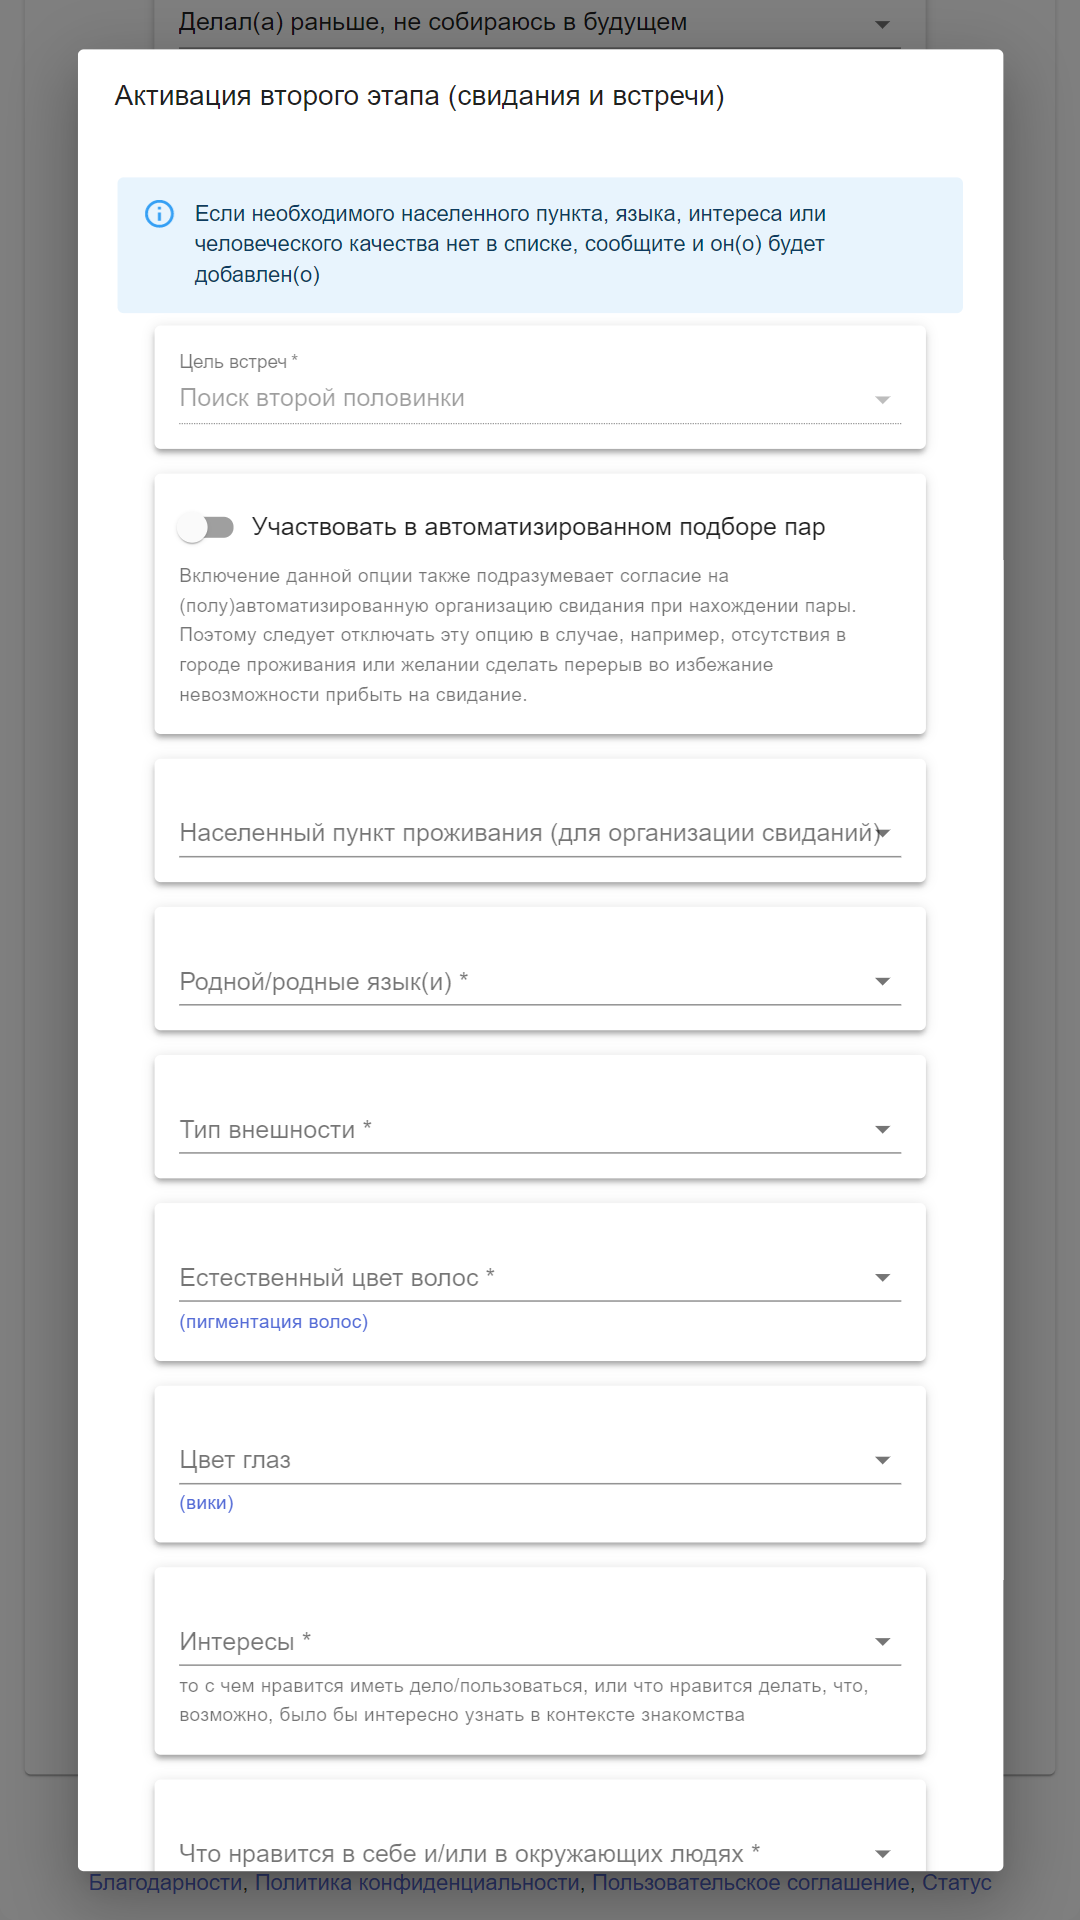 Делал(а) раньше, не собираюсь в будущем
Активация второго этапа (свидания и встречи)
Если необходимого населенного пункта, языка, интереса или
человеческого качества нет в списке, сообщите и он(о) будет
добавлен(о)
Цель встреч *
Поиск второй половинки
Участвовать в автоматизированном подборе пар
Включение данной опции также подразумевает согласие на
(полу)автоматизированную организацию свидания при нахождении пары.
Поэтому следует отключать эту опцию в случае, например, отсутствия в
городе проживания или желании сделать перерыв во избежание
невозможности прибыть на свидание.
Населенный пункт проживания (для организации свиданий)
Родной/родные язык(и) *
Тип внешности *
Естественный цвет волос *
(пигментация волос)
Цвет глаз
(вики)
Интересы *
то с чем нравится иметь дело/пользоваться, или что нравится делать, что,
возможно, было бы интересно узнать в контексте знакомства
Что нравится в себе и/или в окружающих людях *
Благодарности, Политика конфиденциальности, Пользовательское соглашение, Статус